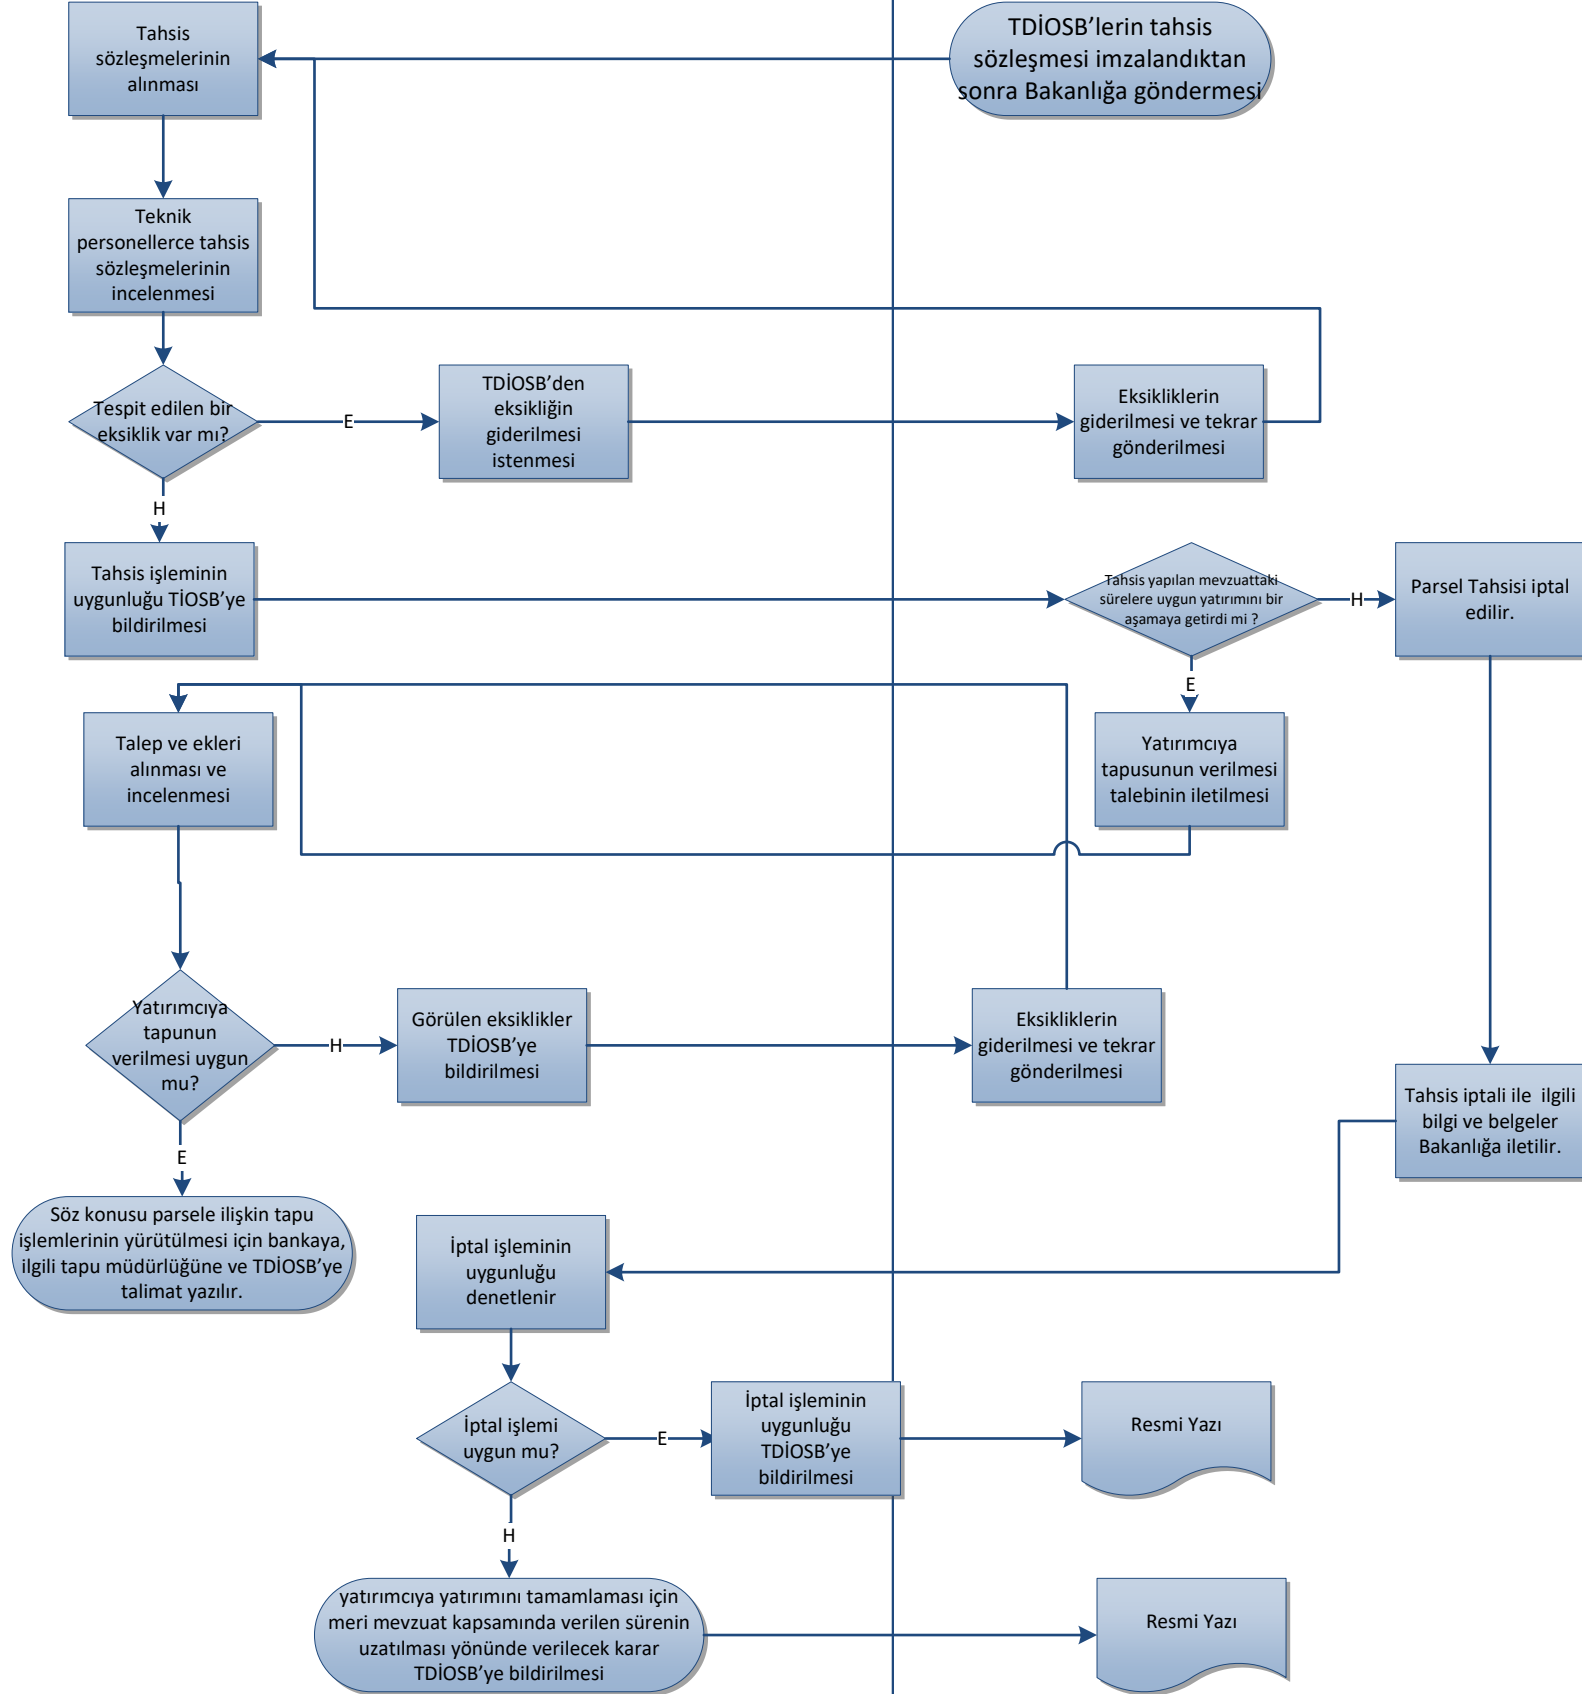 Tahsis
sözleşmelerinin
alınması
TDİOSB’lerin tahsis
sözleşmesi imzalandıktan
sonra Bakanlığa göndermesi
Teknik
personellerce tahsis
sözleşmelerinin
incelenmesi
Tespit edilen bir
eksiklik var mı?
E
TDİOSB’den
eksikliğin
giderilmesi
istenmesi
Eksikliklerin
giderilmesi ve tekrar
gönderilmesi
H
Tahsis işleminin
uygunluğu TİOSB’ye
bildirilmesi
Tahsis yapılan mevzuattaki
sürelere uygun yatırımını bir
aşamaya getirdi mi ?
H
Parsel Tahsisi iptal
edilir.
E
Talep ve ekleri
alınması ve
incelenmesi
Yatırımcıya
tapusunun verilmesi
talebinin iletilmesi
Yatırımcıya
tapunun
verilmesi uygun
mu?
H
Görülen eksiklikler
TDİOSB’ye
bildirilmesi
Eksikliklerin
giderilmesi ve tekrar
gönderilmesi
Tahsis iptali ile  ilgili
bilgi ve belgeler
Bakanlığa iletilir.
E
Söz konusu parsele ilişkin tapu
işlemlerinin yürütülmesi için bankaya,
ilgili tapu müdürlüğüne ve TDİOSB’ye
talimat yazılır.
İptal işleminin
uygunluğu
denetlenir
İptal işlemi
uygun mu?
E
İptal işleminin
uygunluğu
TDİOSB’ye
bildirilmesi
Resmi Yazı
H
yatırımcıya yatırımını tamamlaması için
meri mevzuat kapsamında verilen sürenin
uzatılması yönünde verilecek karar
TDİOSB’ye bildirilmesi
Resmi Yazı